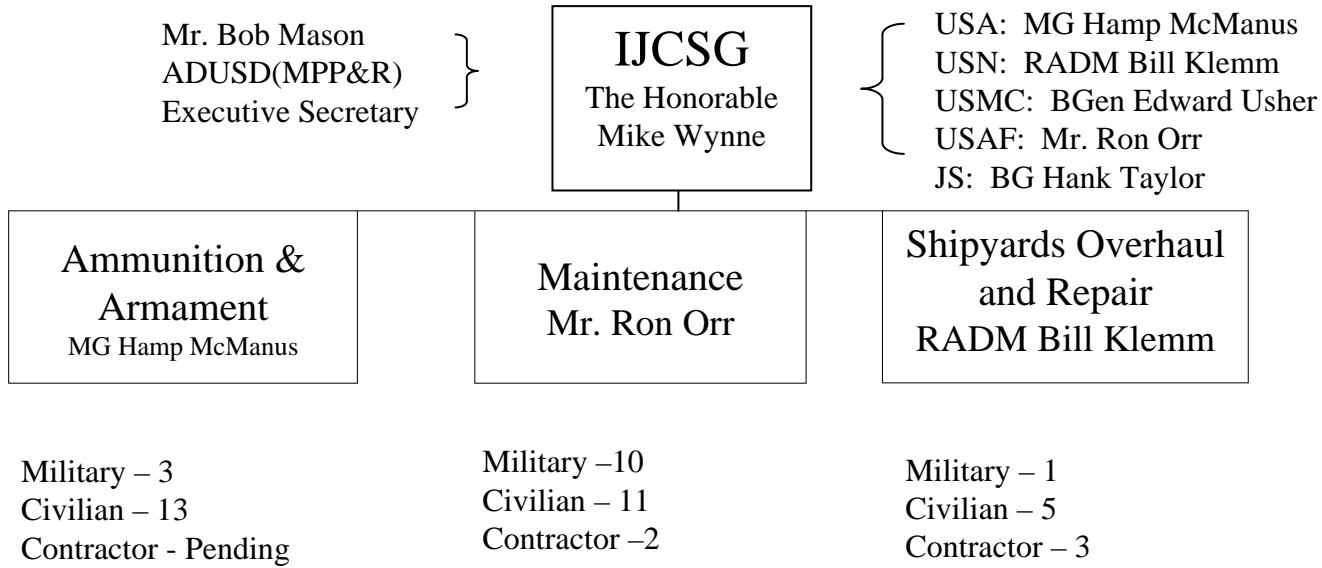 Mr. Bob Mason
ADUSD(MPP&R)
Executive Secretary
IJCSG
The Honorable
Mike Wynne
USA: MG Hamp McManus
USN: RADM Bill Klemm
USMC: BGen Edward Usher
USAF: Mr. Ron Orr
JS: BG Hank Taylor
Ammunition &
Armament
MG Hamp McManus
Maintenance
Mr. Ron Orr
Shipyards Overhaul
and Repair
RADM Bill Klemm
Military – 3
Civilian – 13
Contractor - Pending
Military –10
Civilian – 11
Contractor –2
Military – 1
Civilian – 5
Contractor – 3